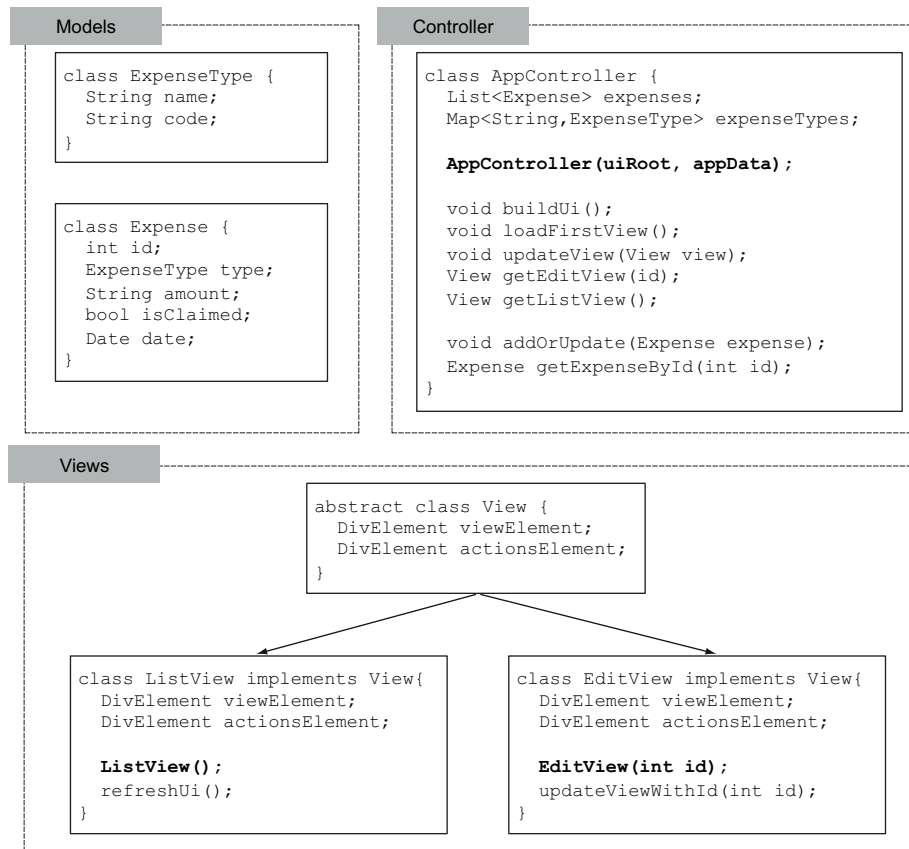 Models
class ExpenseType {
  String name;
  String code;
}
class Expense {
  int id;
  ExpenseType type;
  String amount;
  bool isClaimed;
  Date date;
}
Controller
class AppController {
  List<Expense> expenses;
  Map<String,ExpenseType> expenseTypes;
  AppController(uiRoot, appData);
  void buildUi();
  void loadFirstView();
  void updateView(View view);
  View getEditView(id);
  View getListView();
  void addOrUpdate(Expense expense);
  Expense getExpenseById(int id);
}
Views
abstract class View {
  DivElement viewElement;
  DivElement actionsElement;
}
class ListView implements View{
  DivElement viewElement;
  DivElement actionsElement;
  ListView();
  refreshUi();
}
class EditView implements View{
  DivElement viewElement;
  DivElement actionsElement;
  EditView(int id);
  updateViewWithId(int id);
}